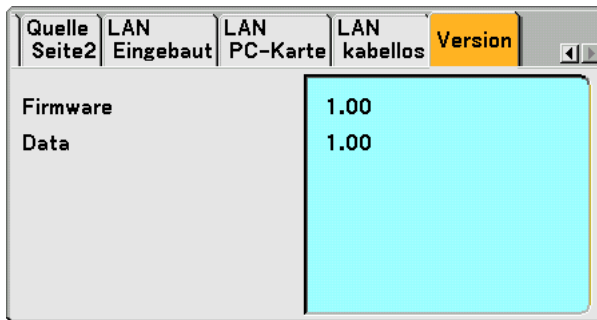 Quelle Seite2
LAN Eingebaut
LAN PC-Karte
LAN kabellos
Version
Firmware 1.00
Data 1.00